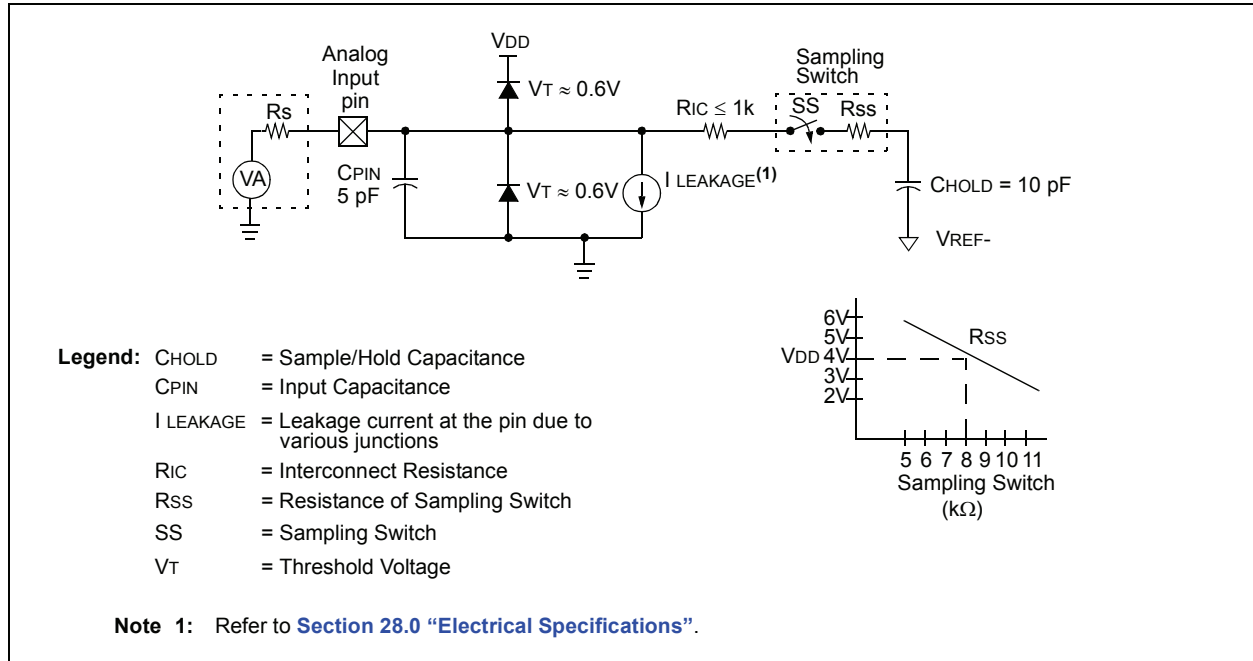 VDD
Analog
Input
pin
Sampling
Switch
VT ≈ 0.6V
Rs
RIC ≤ 1k
SS
Rss
VA
CPIN
5 pF
VT ≈ 0.6V
I LEAKAGE(1)
CHOLD = 10 pF
VREF-
6V
5V
VDD 4V
3V
2V
RSS
5 6 7 8 9 10 11
Sampling Switch
(kΩ)
Legend: CHOLD = Sample/Hold Capacitance
CPIN = Input Capacitance
I LEAKAGE = Leakage current at the pin due to
various junctions
RIC = Interconnect Resistance
RSS = Resistance of Sampling Switch
SS = Sampling Switch
VT = Threshold Voltage
Note 1: Refer to Section 28.0 “Electrical Specifications”.